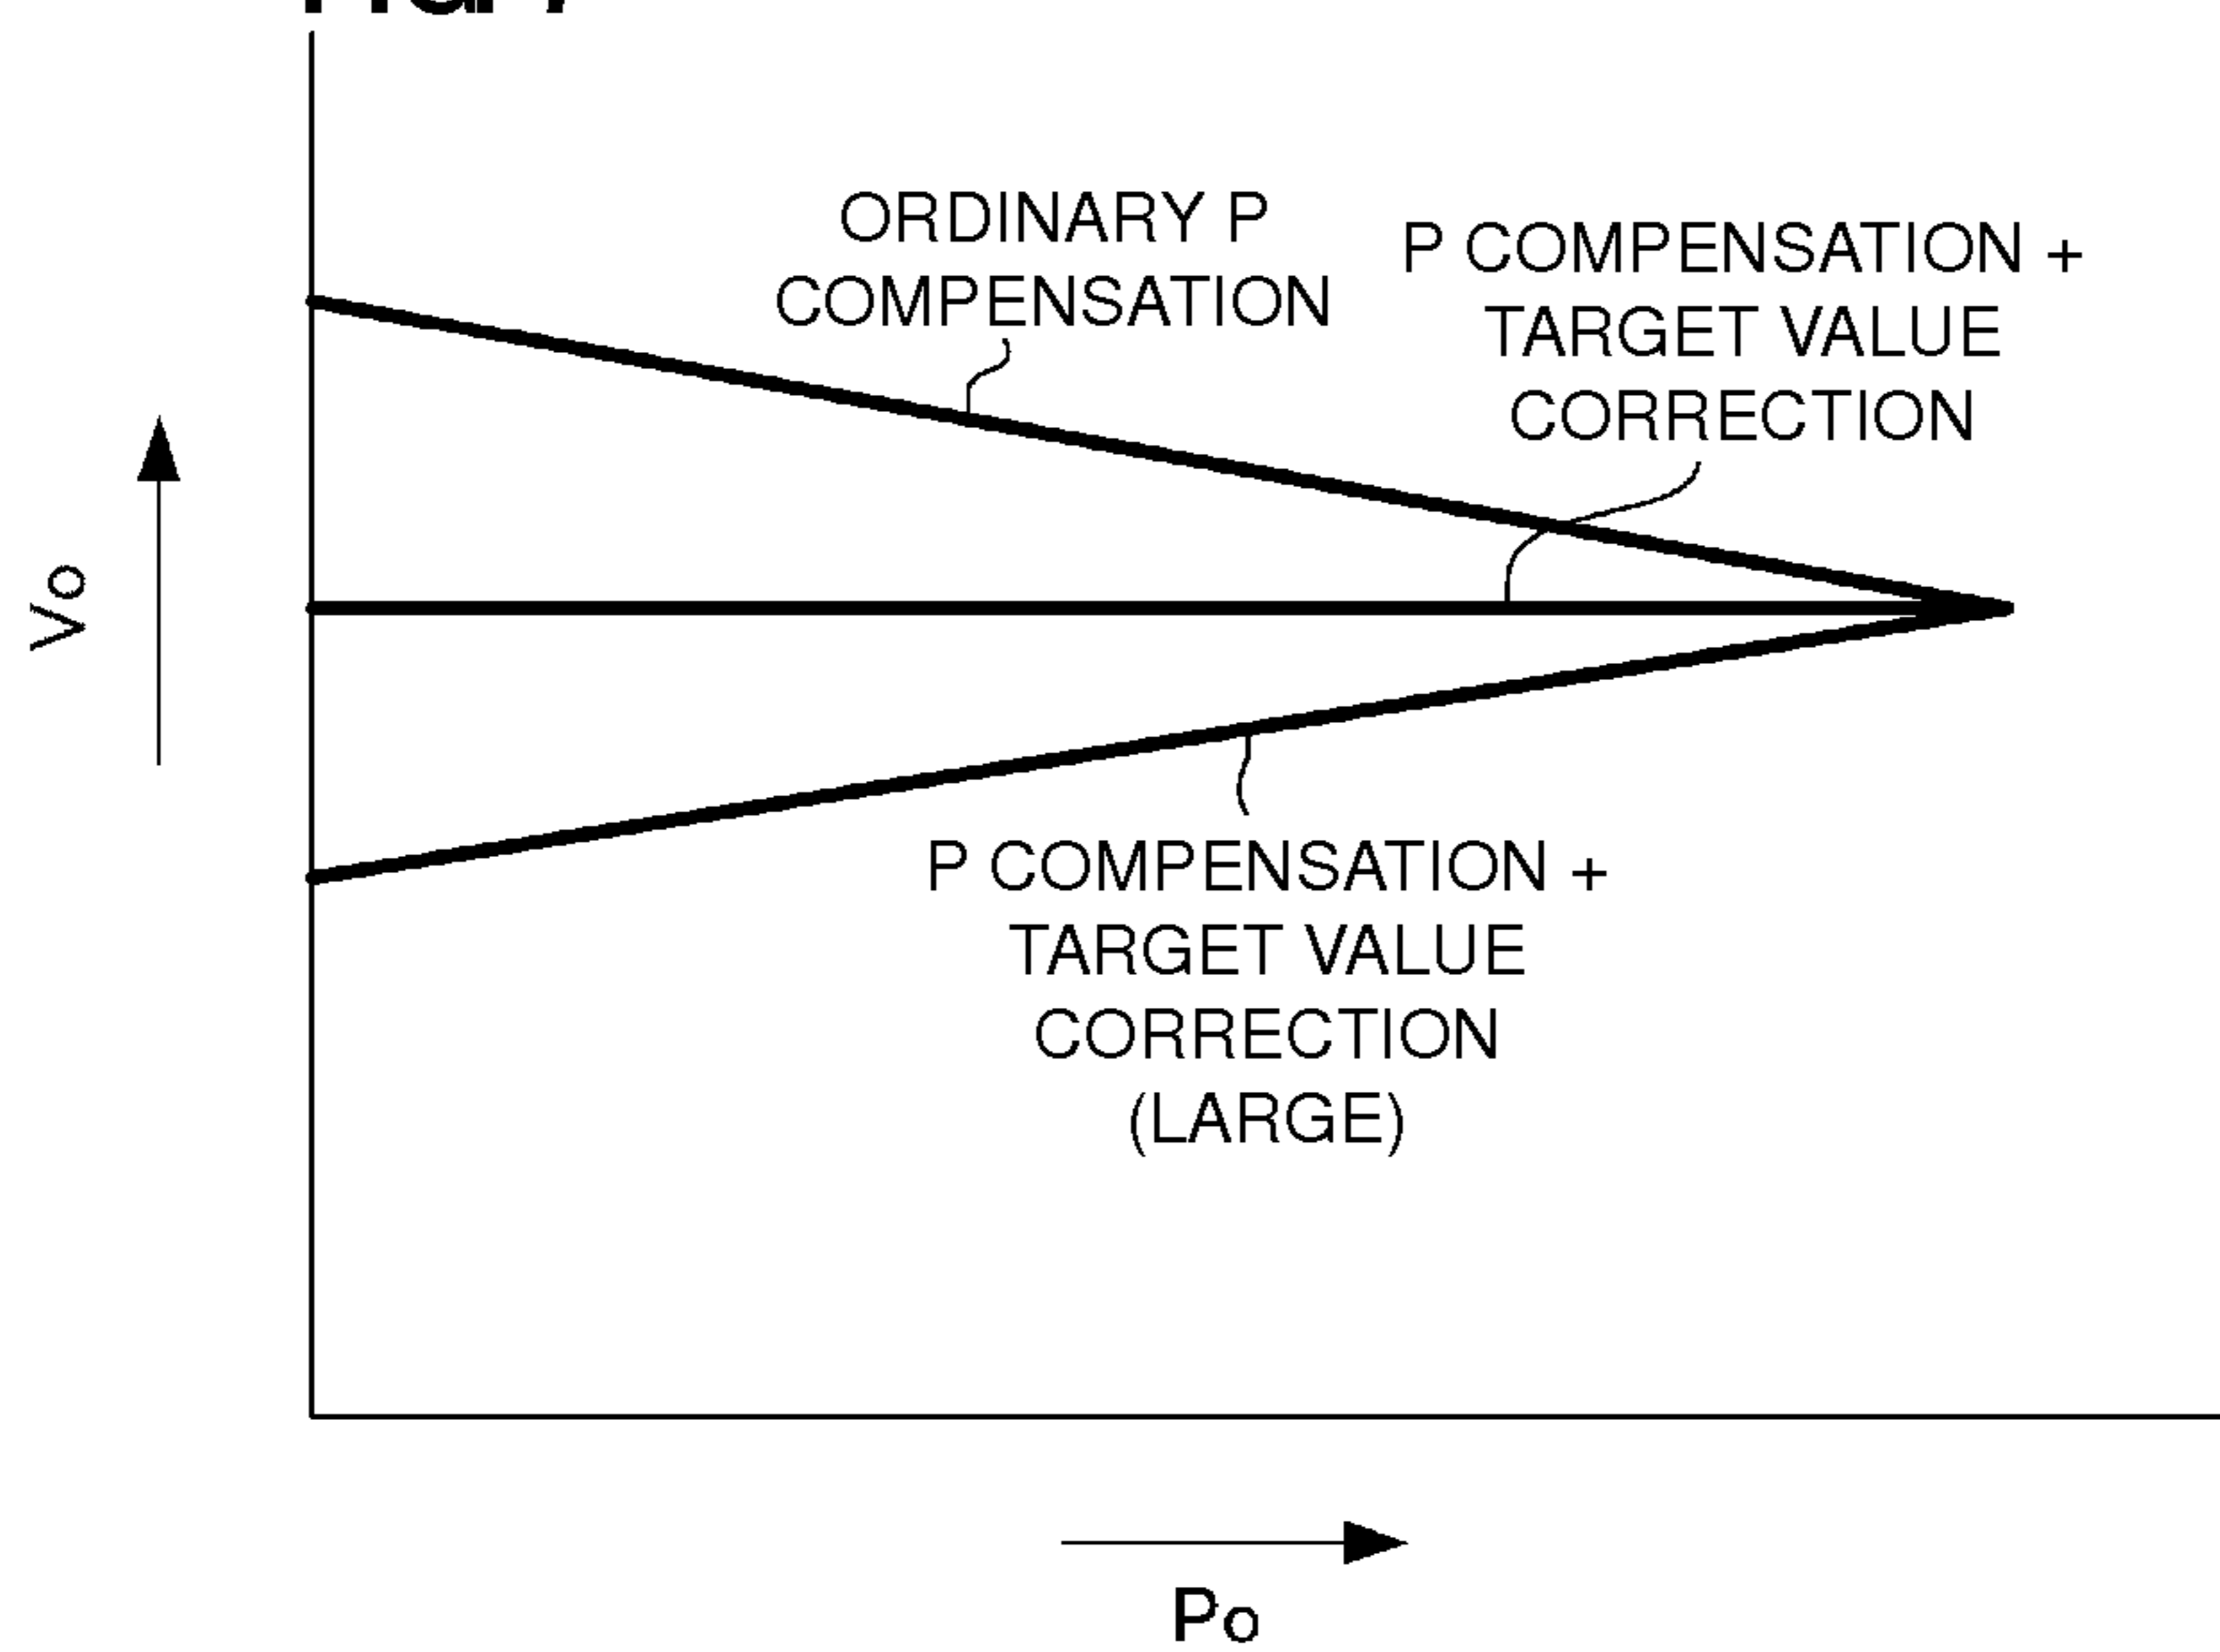 ORDINARY P
COMPENSATION
P COMPENSATION +
TARGET VALUE
CORRECTION
Vo
P COMPENSATION +
TARGET VALUE
CORRECTION
(LARGE)
Po